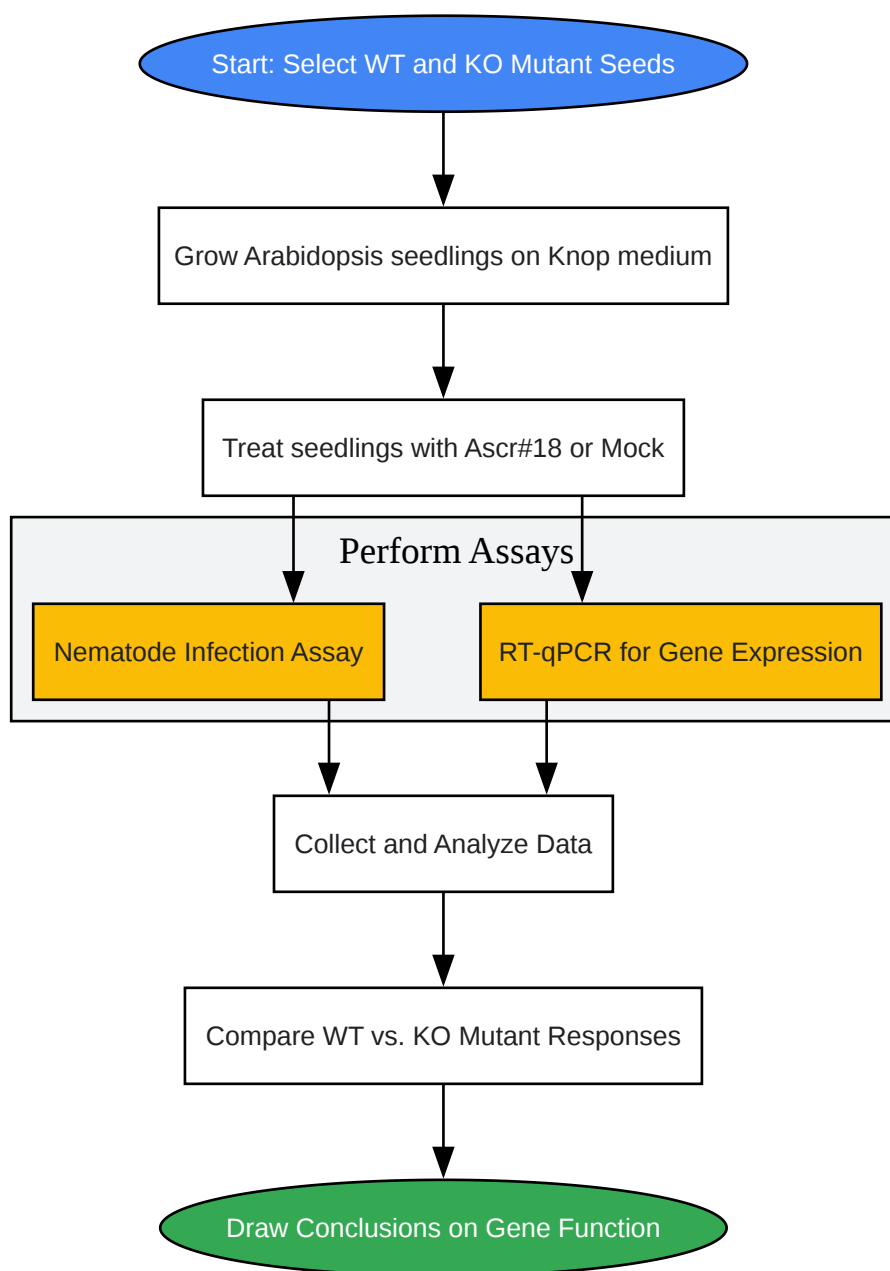 Start: Select WT and KO Mutant Seeds
Grow Arabidopsis seedlings on Knop medium
Treat seedlings with Ascr#18 or Mock
Perform Assays
Nematode Infection Assay
RT-qPCR for Gene Expression
Collect and Analyze Data
Compare WT vs. KO Mutant Responses
Draw Conclusions on Gene Function